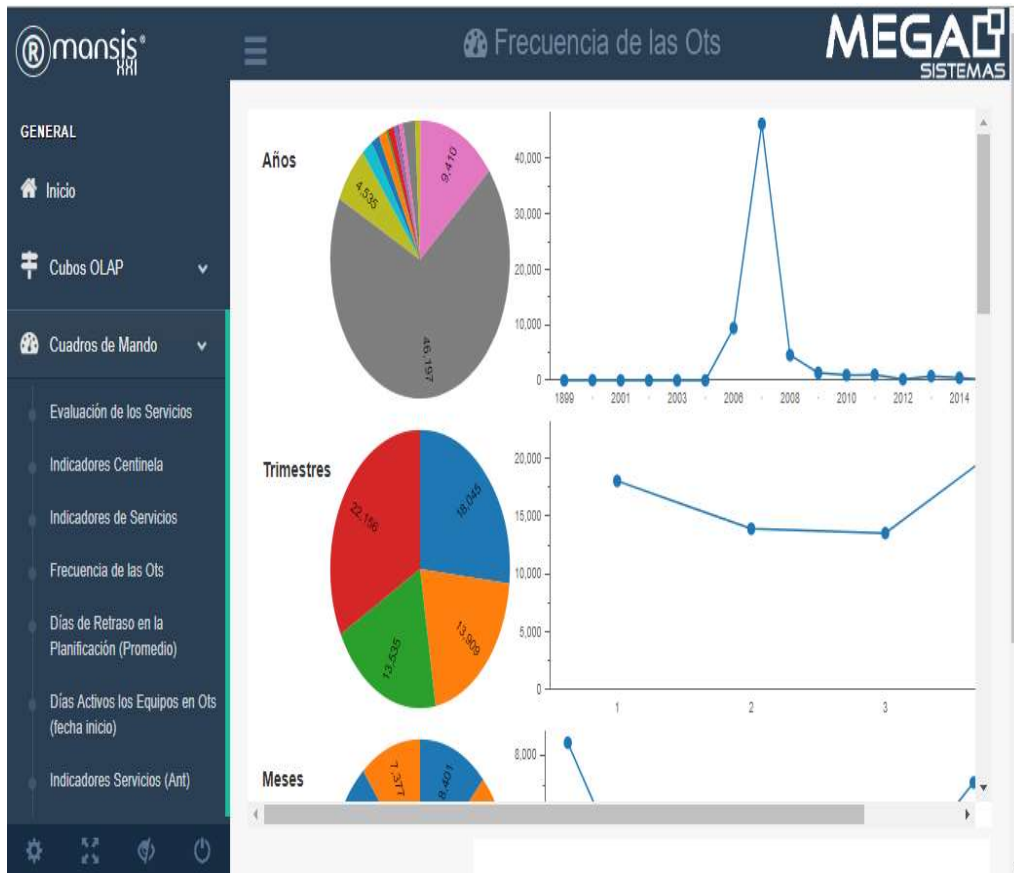 ® mansis®
XXI
Frecuencia de las Ots
MEGA
SISTEMAS
GENERAL
Inicio
Cubos OLAP
Cuadros de Mando
Evaluación de los Servicios
Indicadores Centinela
Indicadores de Servicios
Frecuencia de las Ots
Días de Retraso en la
Planificación (Promedio)
Días Activos los Equipos en Ots
(fecha inicio)
Indicadores Servicios (Ant)
Años
9,410
4,535
46,197
40,000
30,000
20,000
10,000
0
1899 2001 2003 2006 2008 2010 2012 2014
Trimestres
22,156
18,045
13,909
13,535
20,000
15,000
10,000
5,000
0
1 2 3
Meses
7,377
8,401
8,000